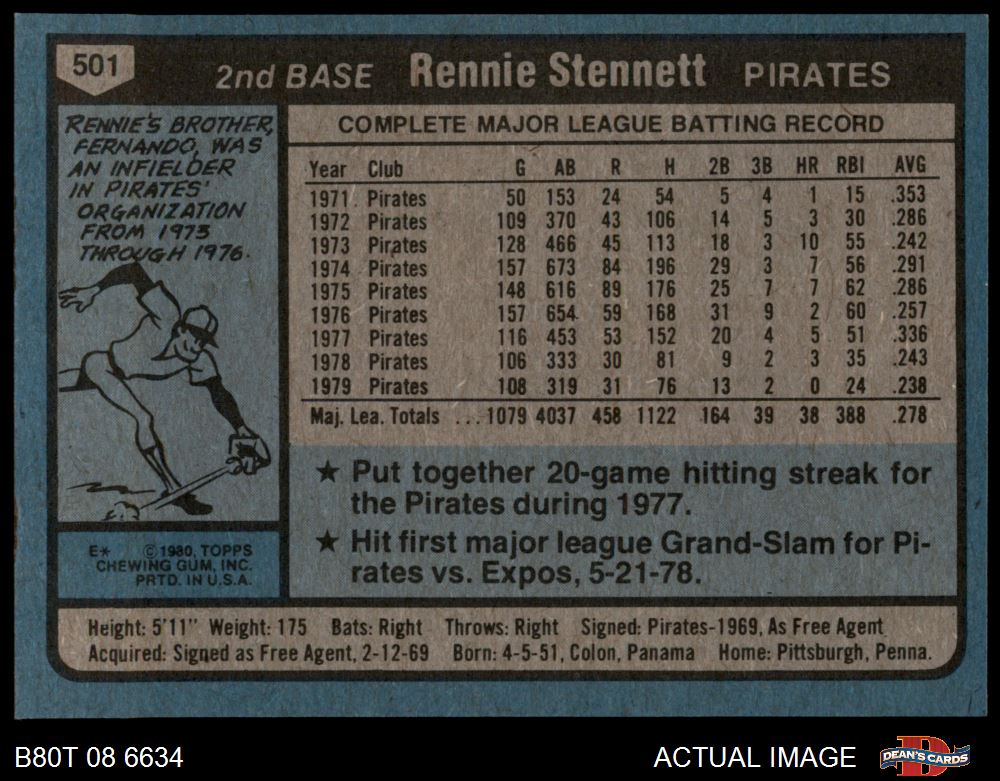 501
2nd BASE Rennie Stennett PIRATES
RENNIE'S BROTHER,
FERNANDO, WAS
AN INFIELDER
IN PIRATES'
ORGANIZATION
FROM 1973
THROUGH 1976.
COMPLETE MAJOR LEAGUE BATTING RECORD
Year Club G AB R H 2B 3B HR RBI AVG
1971 Pirates 50 153 24 54 5 4 1 15 .353
1972 Pirates 109 370 43 106 14 5 3 30 .286
1973 Pirates 128 466 45 113 18 3 10 55 .242
1974 Pirates 157 673 84 196 29 3 7 56 .291
1975 Pirates 148 616 89 176 25 7 7 62 .286
1976 Pirates 157 654 59 168 31 9 2 60 .257
1977 Pirates 116 453 53 152 20 4 5 51 .336
1978 Pirates 106 333 30 81 9 2 3 35 .243
1979 Pirates 108 319 31 76 13 2 0 24 .238
Maj. Lea. Totals ...1079 4037 458 1122 164 39 38 388 .278
★ Put together 20-game hitting streak for
the Pirates during 1977.
★ Hit first major league Grand-Slam for Pi-
rates vs. Expos, 5-21-78.
E* ©1980, TOPPS
CHEWING GUM, INC.
PRTD. IN U.S.A.
Height: 5'11" Weight: 175 Bats: Right Throws: Right Signed: Pirates-1969, As Free Agent
Acquired: Signed as Free Agent, 2-12-69 Born: 4-5-51, Colon, Panama Home: Pittsburgh, Penna.
B80T 08 6634 ACTUAL IMAGE DEAN'S CARDS